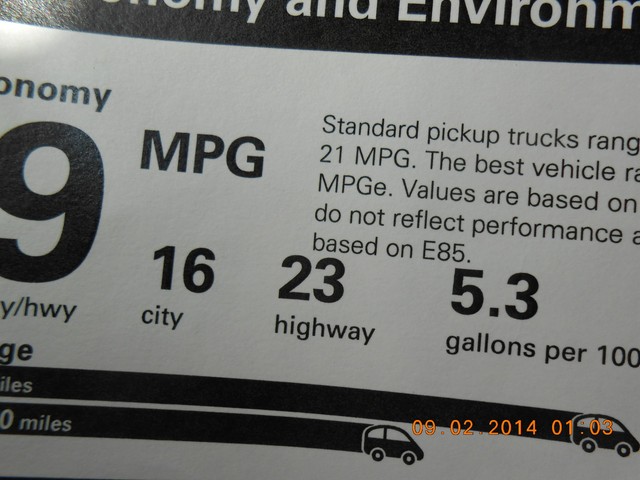 onomy and Environm
onomy
9 MPG
Standard pickup trucks rang
21 MPG. The best vehicle ra
MPGe. Values are based on
do not reflect performance a
based on E85.
y/hwy
16
city
23
highway
5.3
gallons per 100
ge
iles
0 miles
09.02.2014 01:03